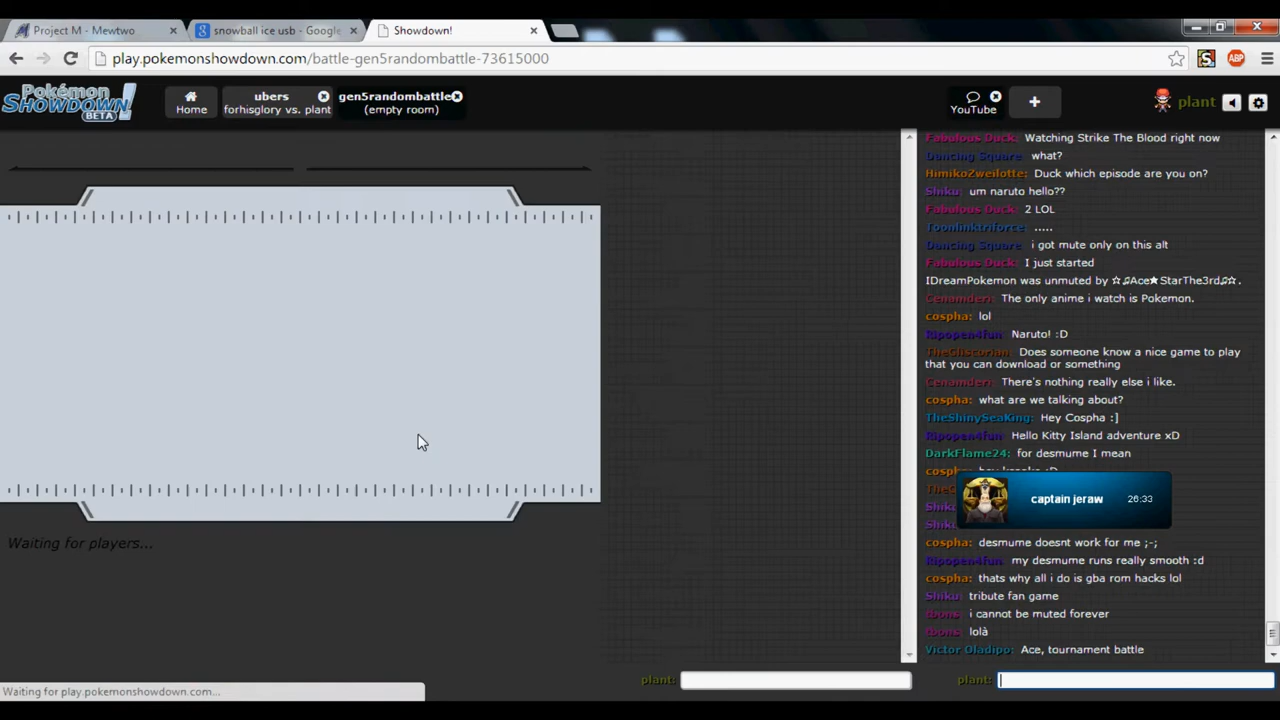 Project M - Mewtwo
snowball ice usb - Google
Showdown!
play.pokemonshowdown.com/battle-gen5randombattle-73615000
ABP
Pokémon
SHOWDOWN!
BETA
Home
ubers
forhisglory vs. plant
gen5randombattle
(empty room)
YouTube
+
plant
Fabulous Duck: Watching Strike The Blood right now
Dancing Square: what?
HimikoZweilotte: Duck which episode are you on?
Shiku: um naruto hello??
Fabulous Duck: 2 LOL
Toonlinktriforce: .....
Dancing Square: i got mute only on this alt
Fabulous Duck: I just started
IDreamPokemon was unmuted by ☆♫Ace★StarThe3rd♫☆.
Cenamderi: The only anime i watch is Pokemon.
cospha: lol
Ripopen4fun: Naruto! :D
TheGliscorian: Does someone know a nice game to play
that you can download or something
Cenamderi: There's nothing really else i like.
cospha: what are we talking about?
TheShinySeaKing: Hey Cospha :]
Ripopen4fun: Hello Kitty Island adventure xD
DarkFlame24: for desmume I mean
captain jeraw 26:33
cospha: desmume doesnt work for me ;-;
Ripopen4fun: my desmume runs really smooth :d
cospha: thats why all i do is gba rom hacks lol
Shiku: tribute fan game
tbons: i cannot be muted forever
tbons: lolà
Victor Oladipo: Ace, tournament battle
Waiting for players...
plant:
plant:
Waiting for play.pokemonshowdown.com...